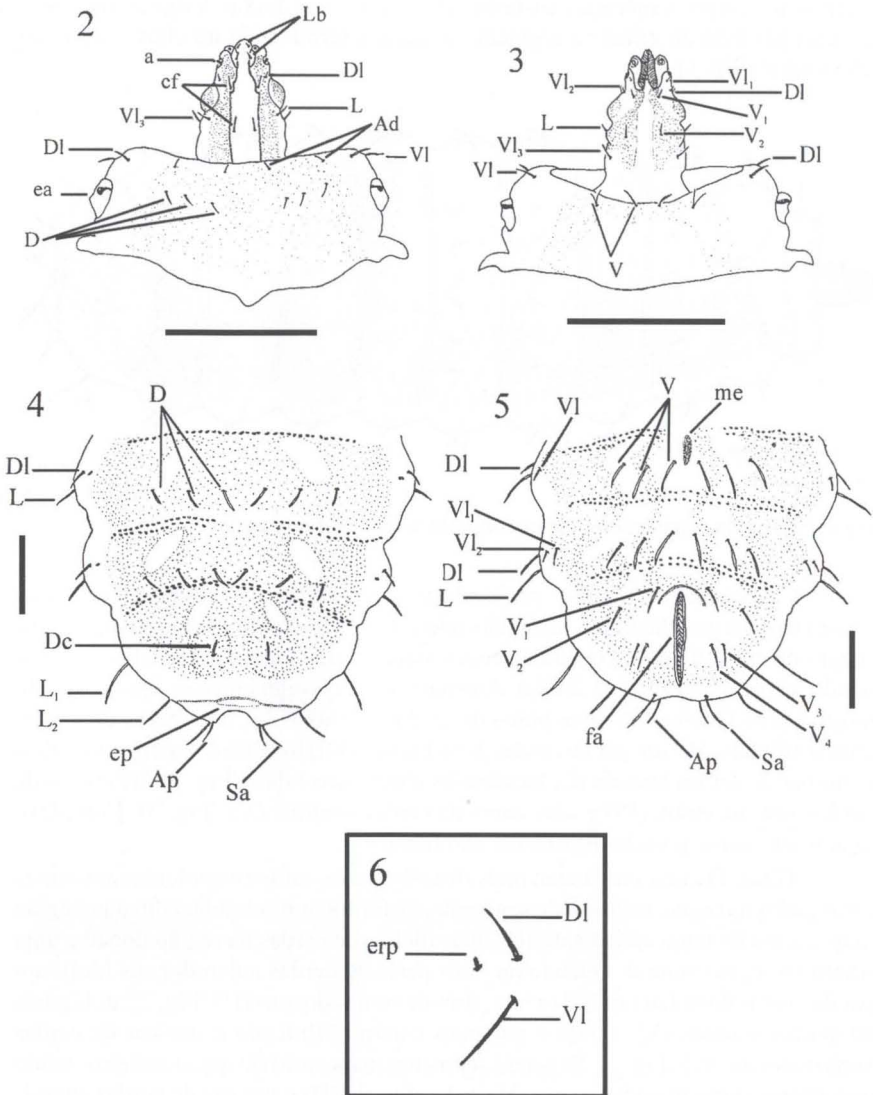 2
Lb
a
cf
Dl
L
Vl₃
Ad
Dl
Vl
ea
D
3
Vl₂
Vl₁
Dl
V₁
L
V₂
Vl₃
Vl
Dl
V
4
D
Dl
L
Dc
L₁
L₂
ep
Ap
Sa
5
Vl
V
me
Dl
Vl₁
Vl₂
Dl
L
V₁
V₂
V₃
V₄
fa
Ap
Sa
6
Dl
erp
Vl